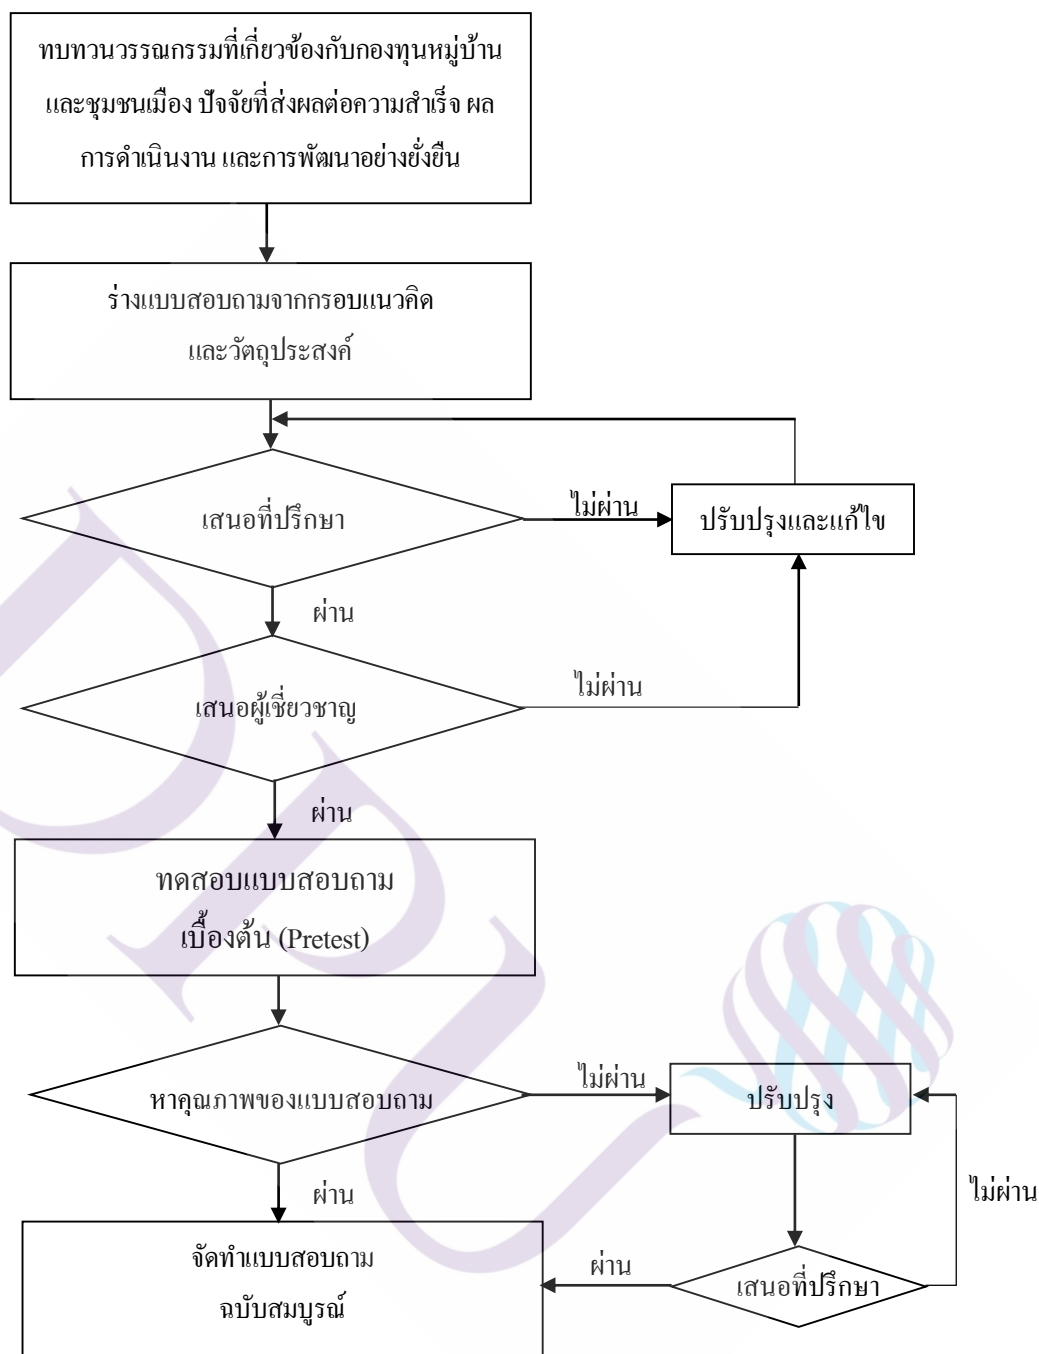 ทบทวนวรรณกรรมที่เกี่ยวข้องกับกองทุนหมู่บ้าน
และชุมชนเมือง ปัจจัยที่ส่งผลต่อความสำเร็จ ผล
การดำเนินงาน และการพัฒนาอย่างยั่งยืน
ร่างแบบสอบถามจากกรอบแนวคิด
และวัตถุประสงค์
เสนอที่ปรึกษา
ไม่ผ่าน
ปรับปรุงและแก้ไข
ผ่าน
เสนอผู้เชี่ยวชาญ
ไม่ผ่าน
ผ่าน
ทดสอบแบบสอบถาม
เบื้องต้น (Pretest)
หาคุณภาพของแบบสอบถาม
ไม่ผ่าน
ปรับปรุง
ไม่ผ่าน
ผ่าน
จัดทำแบบสอบถาม
ฉบับสมบูรณ์
ผ่าน
เสนอที่ปรึกษา
DPU